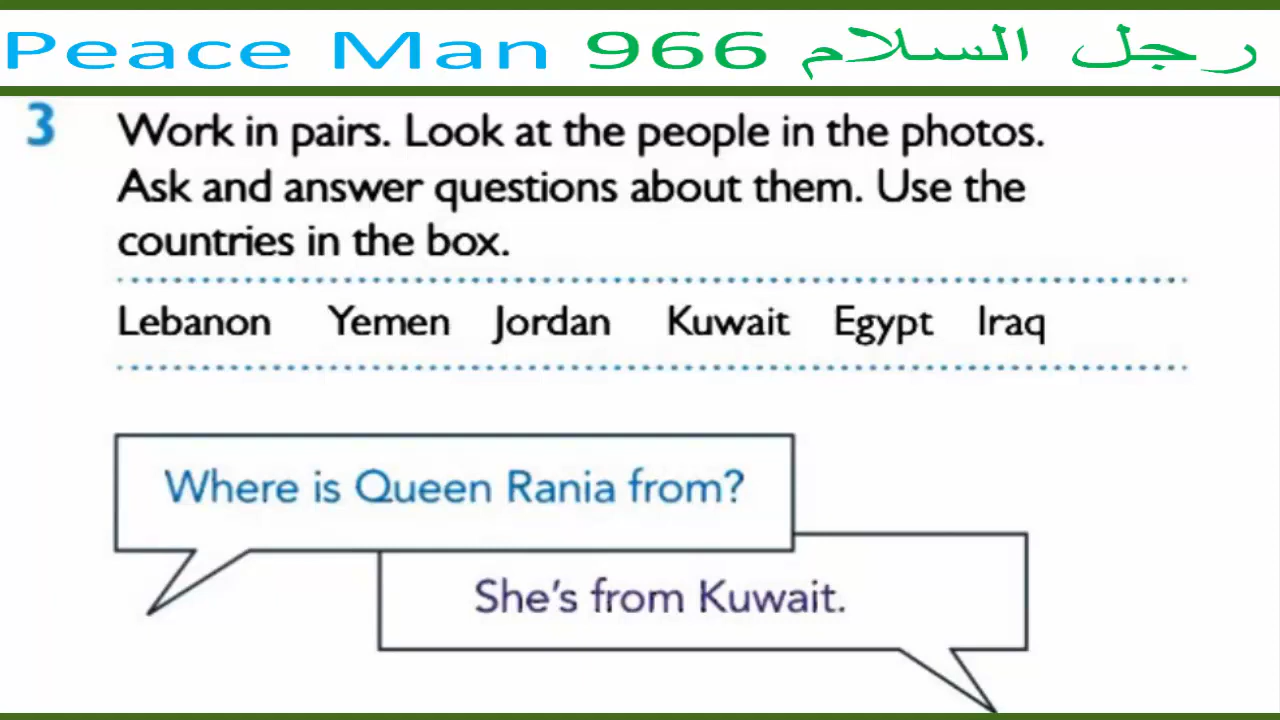 Peace Man 966 رجل السلام
3 Work in pairs. Look at the people in the photos.
Ask and answer questions about them. Use the
countries in the box.
Lebanon Yemen Jordan Kuwait Egypt Iraq
Where is Queen Rania from?
She's from Kuwait.